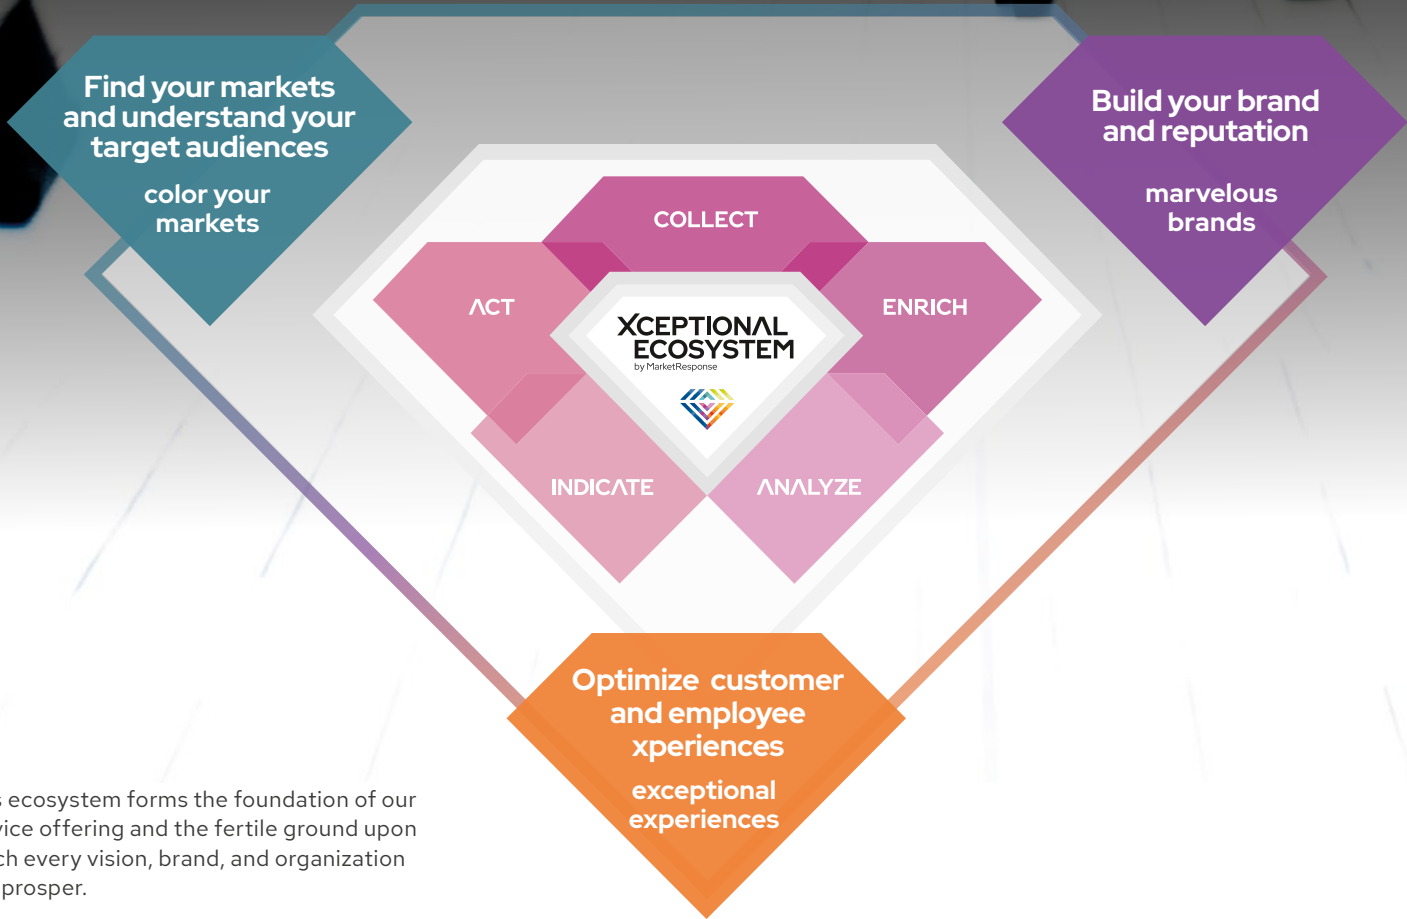 Find your markets
and understand your
target audiences
color your
markets
Build your brand
and reputation
marvelous
brands
COLLECT
ACT
ENRICH
XCEPTIONAL
ECOSYSTEM
by MarketResponse
INDICATE
ANALYZE
Optimize customer
and employee
xperiences
exceptional
experiences
ecosystem forms the foundation of our
offering and the fertile ground upon
every vision, brand, and organization
prosper.